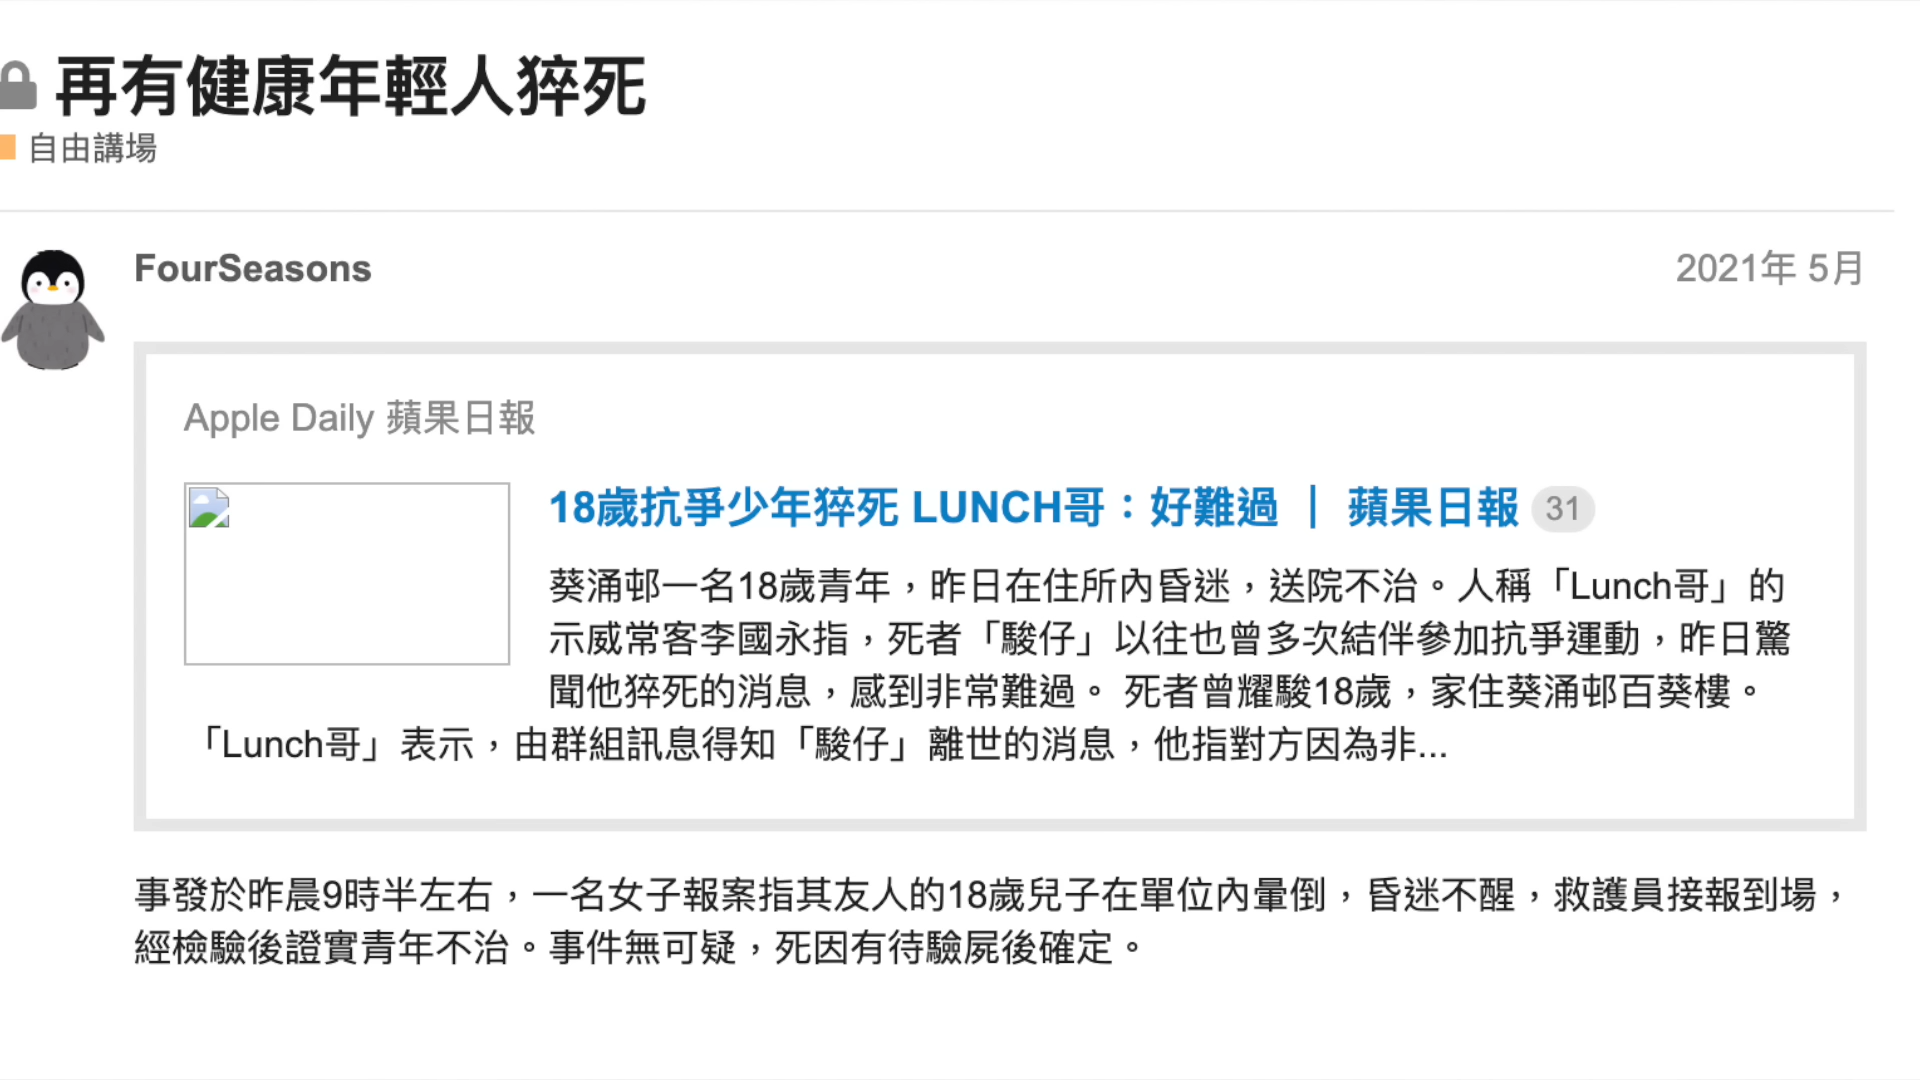 再有健康年輕人猝死
自由講場
FourSeasons
2021年 5月
Apple Daily 蘋果日報
18歲抗爭少年猝死 LUNCH哥：好難過 ｜ 蘋果日報 31
葵涌邨一名18歲青年，昨日在住所內昏迷，送院不治。人稱「Lunch哥」的
示威常客李國永指，死者「駿仔」以往也曾多次結伴參加抗爭運動，昨日驚
聞他猝死的消息，感到非常難過。 死者曾耀駿18歲，家住葵涌邨百葵樓。
「Lunch哥」表示，由群組訊息得知「駿仔」離世的消息，他指對方因為非...
事發於昨晨9時半左右，一名女子報案指其友人的18歲兒子在單位內暈倒，昏迷不醒，救護員接報到場，
經檢驗後證實青年不治。事件無可疑，死因有待驗屍後確定。